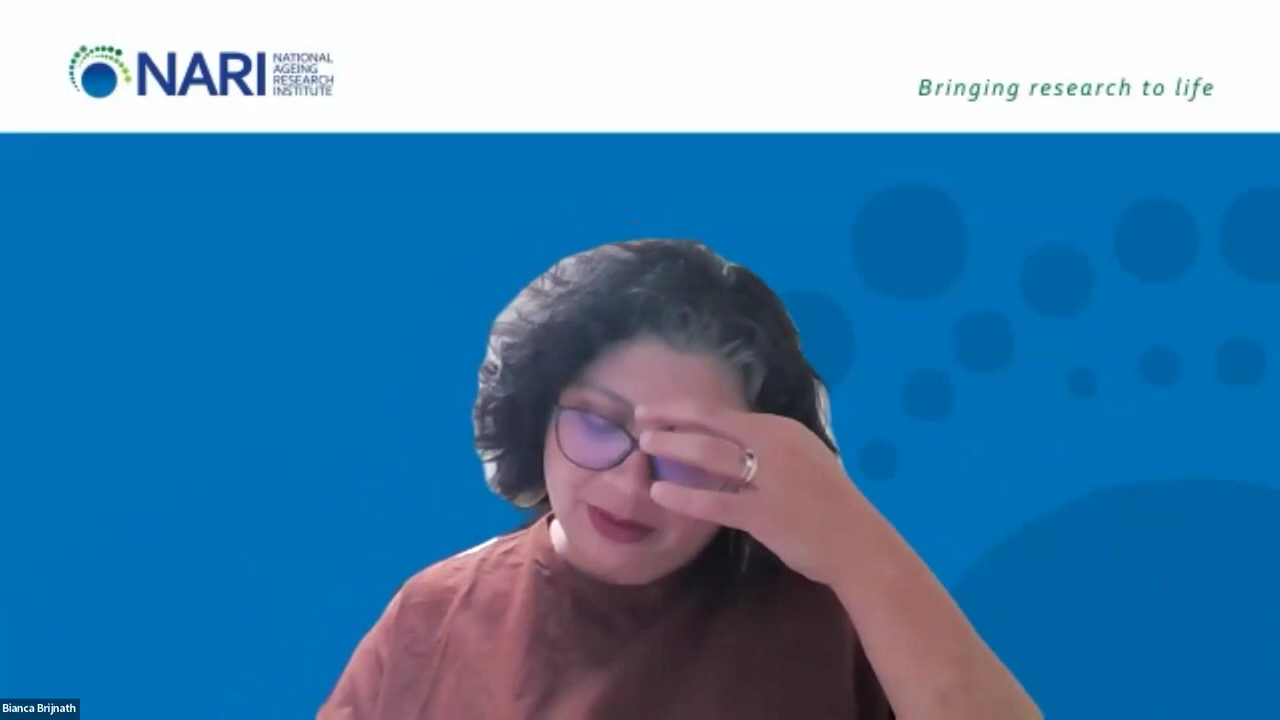 NARI
NATIONAL
AGEING
RESEARCH
INSTITUTE
Bringing research to life
Bianca Brijnath